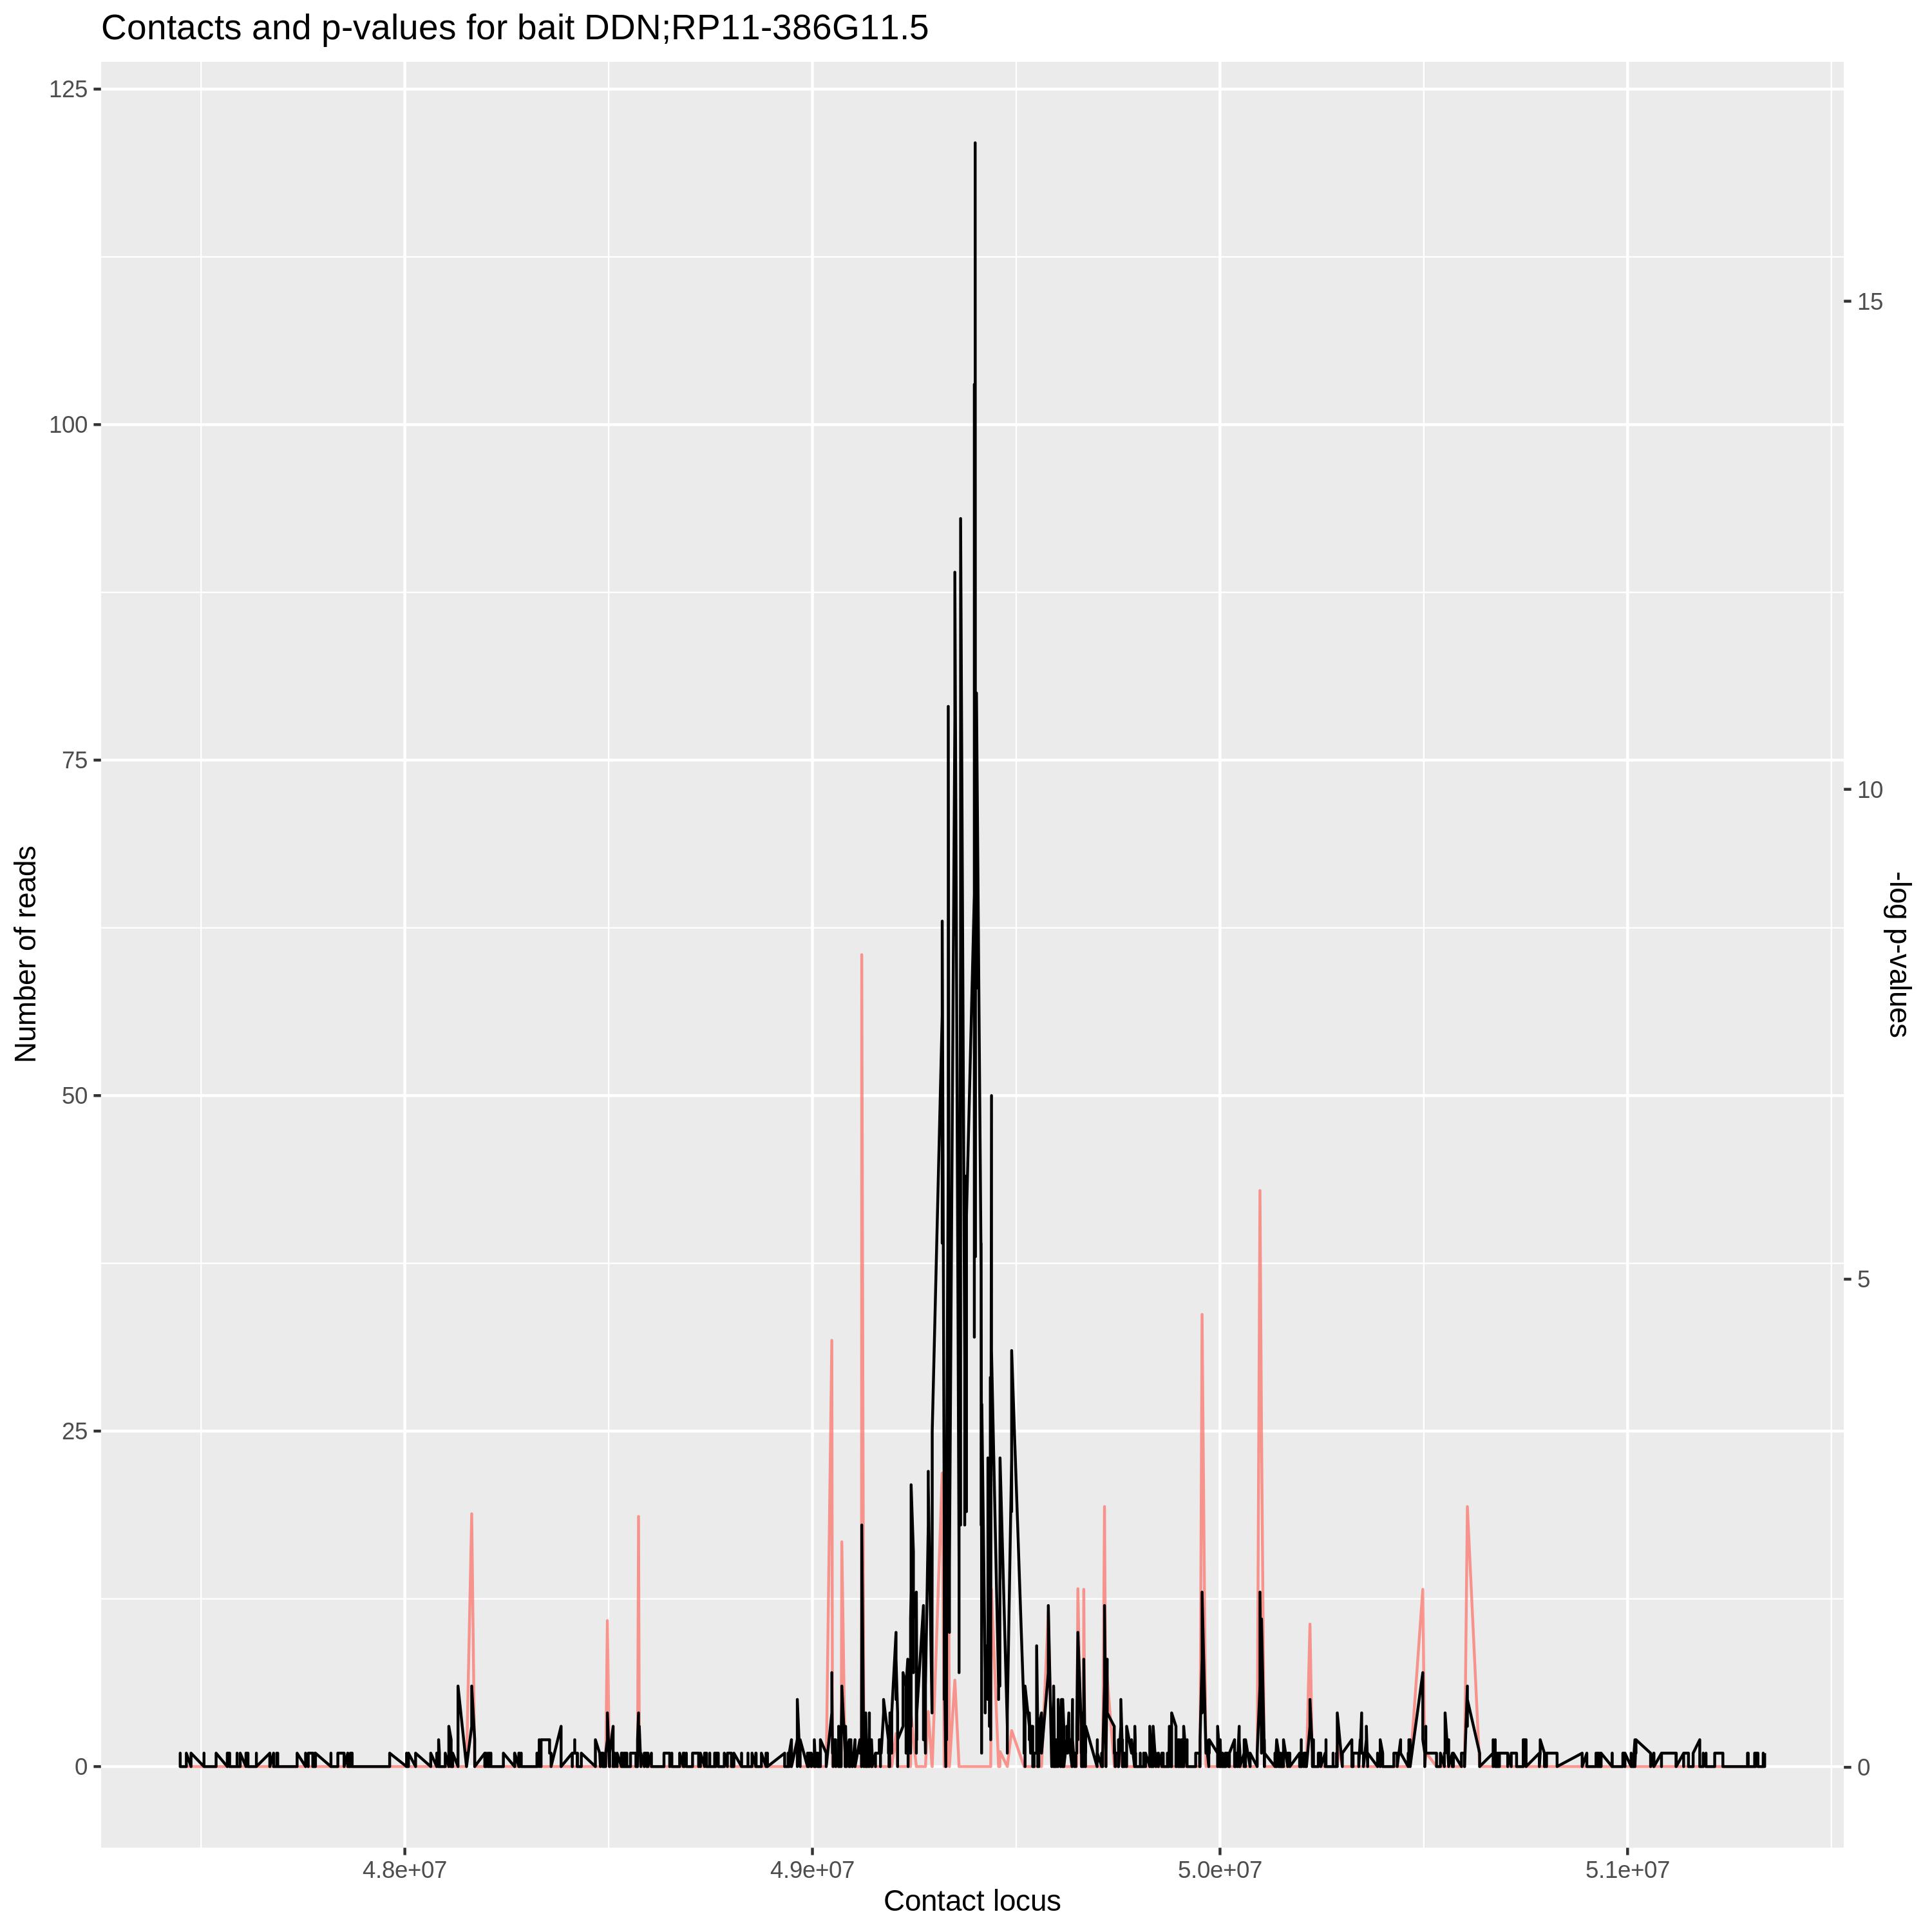 Contacts and p-values for bait DDN;RP11-386G11.5
125
100
75
50
25
0
Number of reads
15
10
5
0
-log p-values
4.8e+07
4.9e+07
5.0e+07
5.1e+07
Contact locus